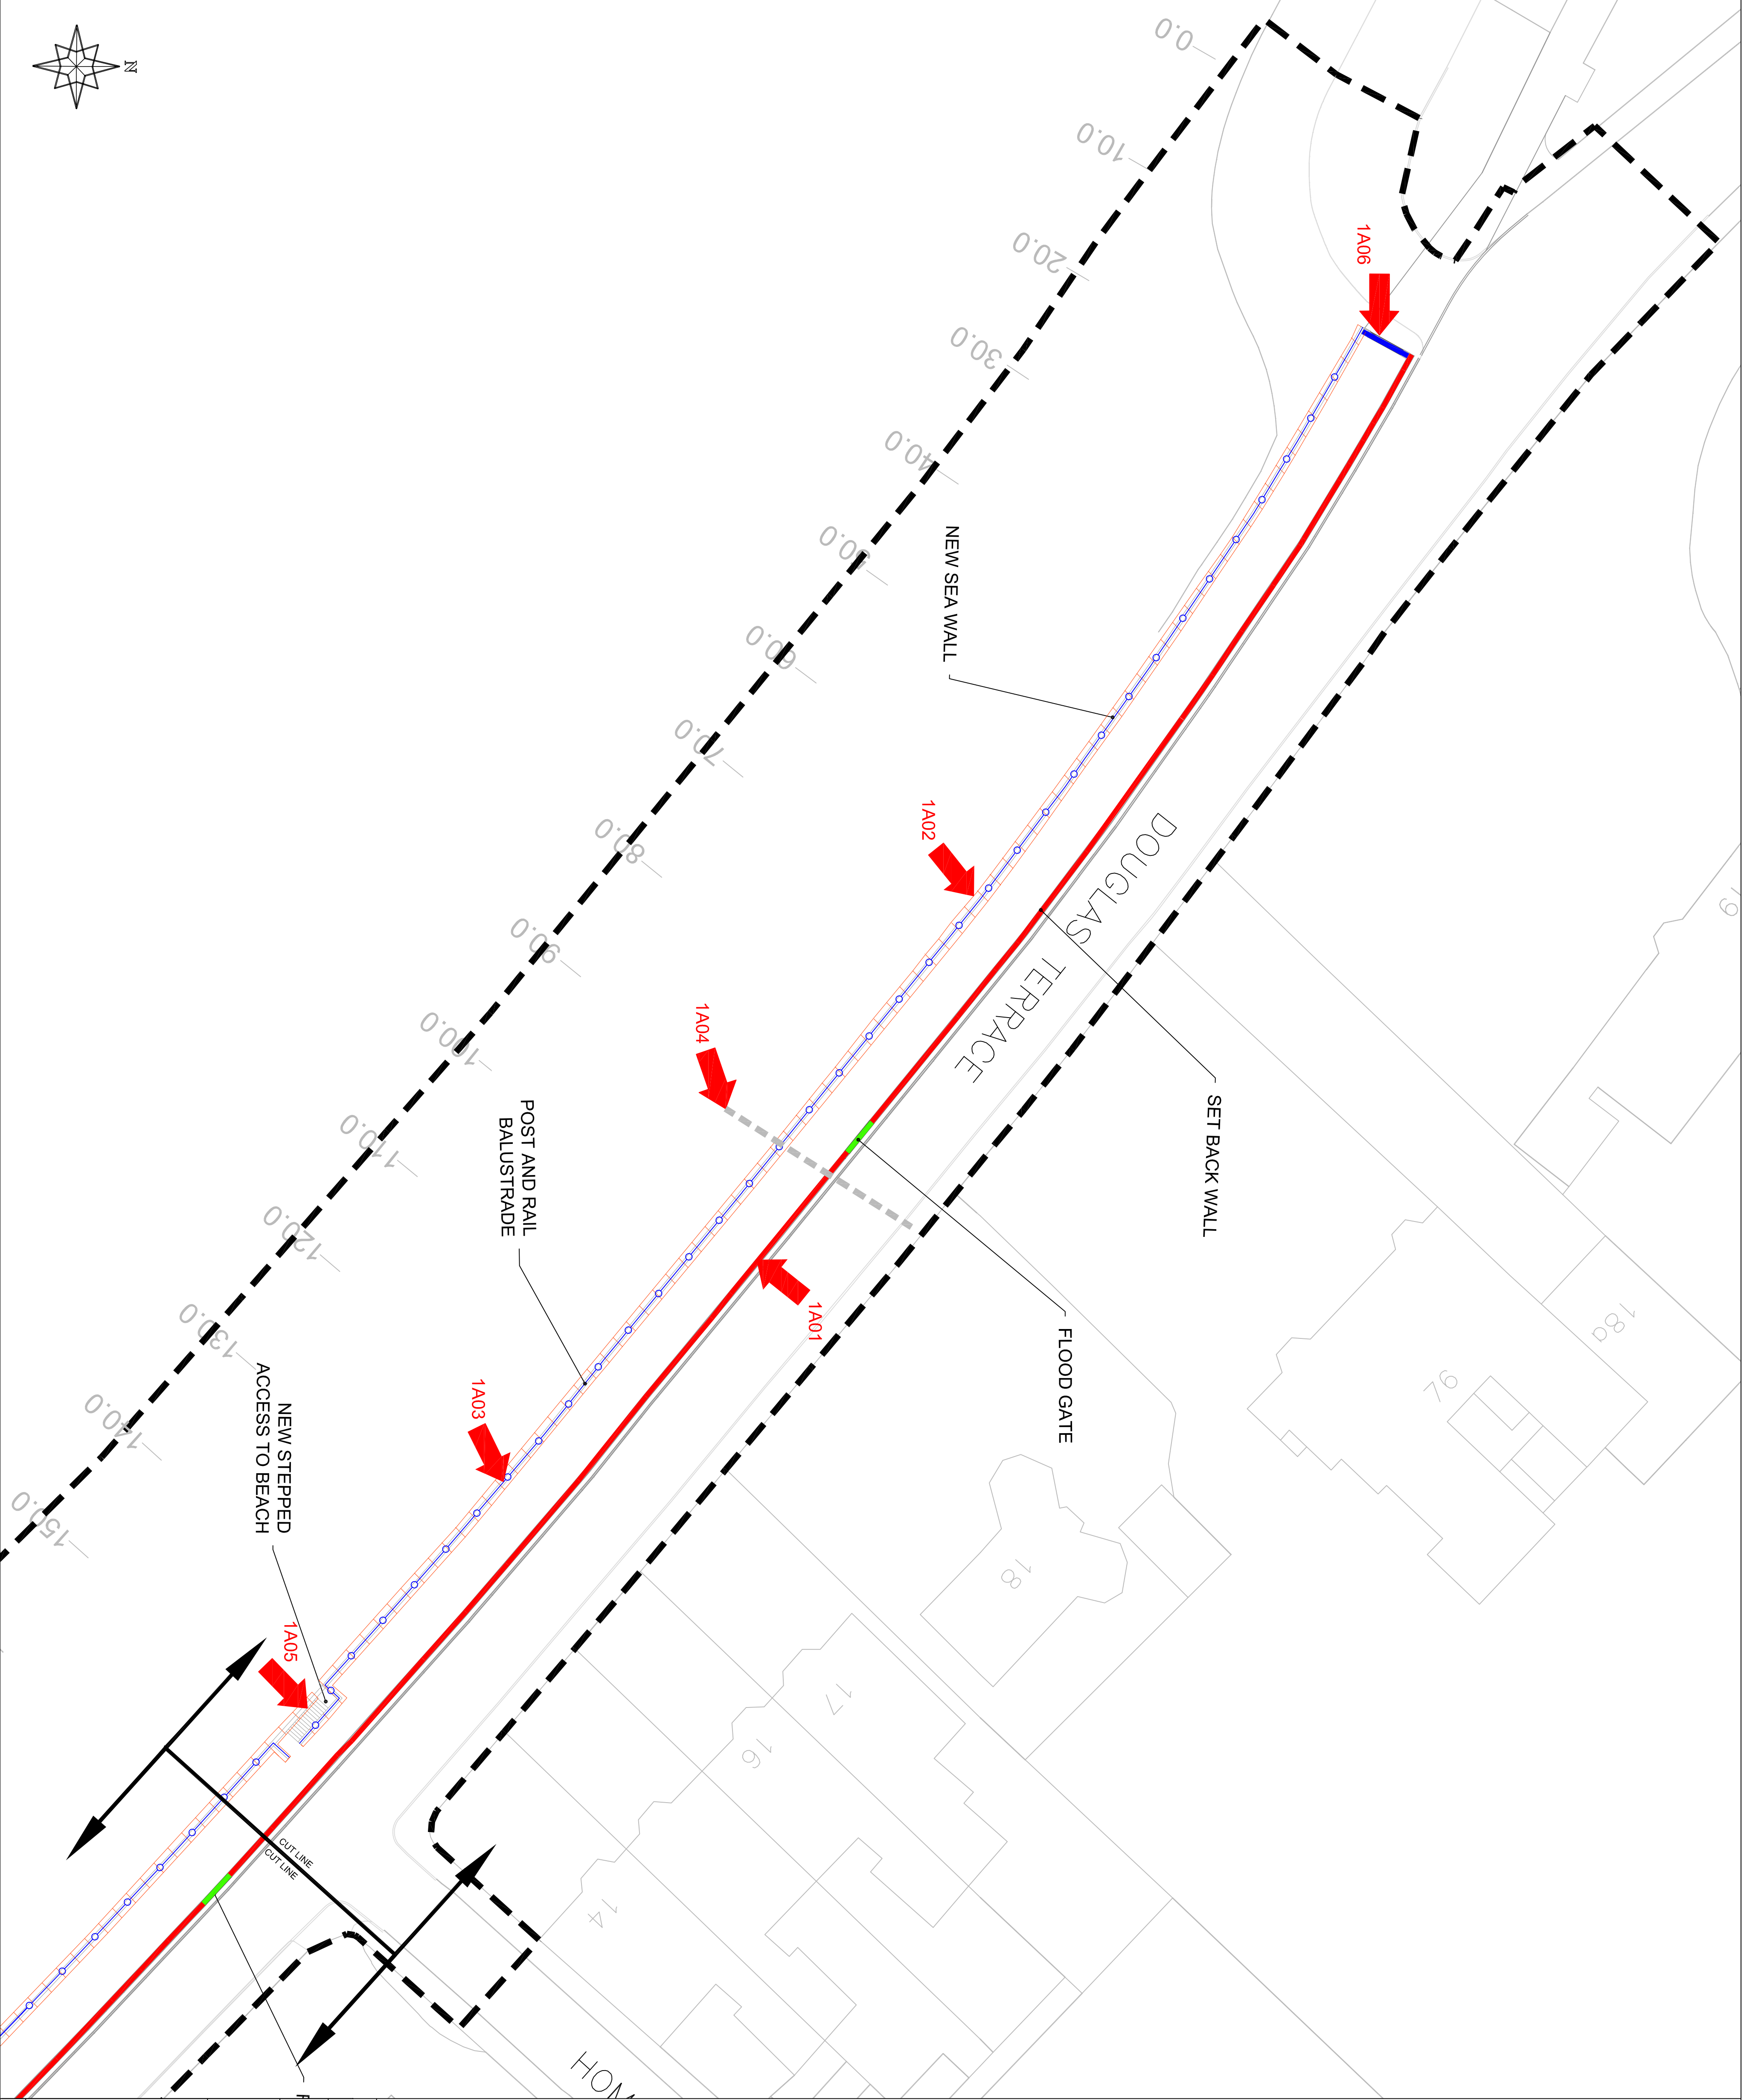 N
0.0
10.0
20.0
30.0
40.0
50.0
60.0
70.0
80.0
90.0
100.0
110.0
120.0
130.0
140.0
150.0
1A06
NEW SEA WALL
1A02
DOUGLAS TERRACE
SET BACK WALL
1A04
POST AND RAIL
BALUSTRADE
1A01
FLOOD GATE
1A03
NEW STEPPED
ACCESS TO BEACH
1A05
CUT LINE
CUT LINE
18a
18
17
16
14
HOM